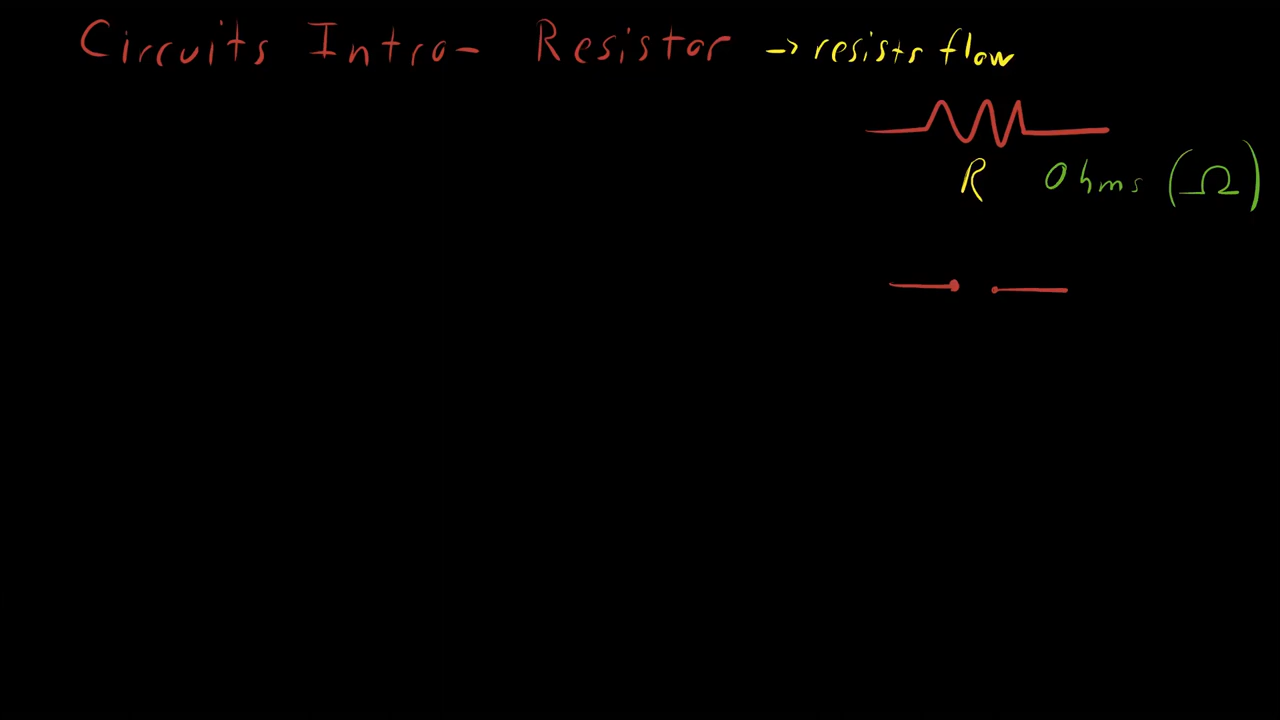 Circuits Intro- Resistor → resists flow
R Ohms (Ω)